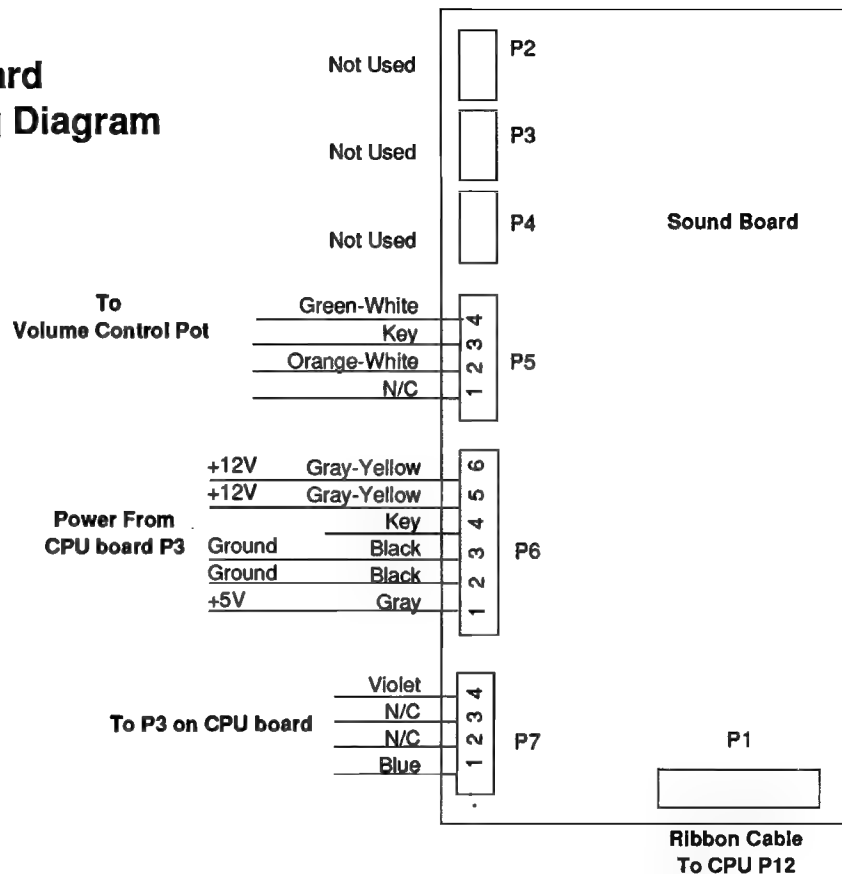 ard
g Diagram
Not Used
P2
Not Used
P3
Not Used
P4
Sound Board
To
Volume Control Pot
Green-White
4
Key
3
Orange-White
2
N/C
1
P5
Power From
CPU board P3
+12V Gray-Yellow
6
+12V Gray-Yellow
5
Key
4
Ground Black
3
Ground Black
2
+5V Gray
1
P6
To P3 on CPU board
Violet
4
N/C
3
N/C
2
Blue
1
P7
P1
Ribbon Cable
To CPU P12